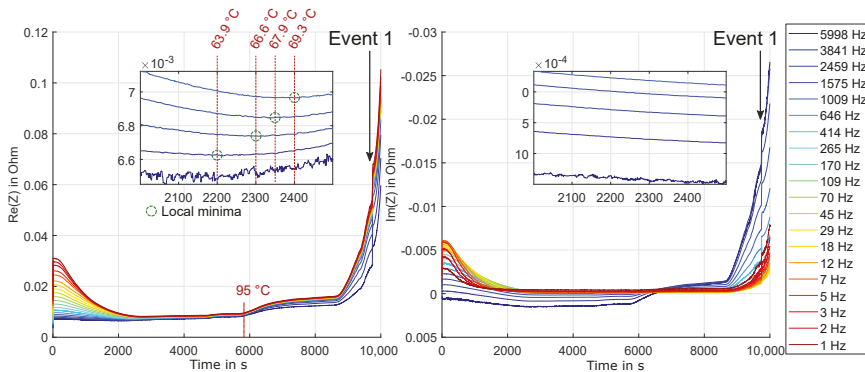 63.9 °C
66.6 °C
67.9 °C
69.3 °C
Event 1
0.12
0.1
0.08
0.06
0.04
0.02
0
Re(Z) in Ohm
× 10⁻³
7
6.8
6.6
2100 2200 2300 2400
Local minima
95 °C
0 2000 4000 6000 8000 10,000
Time in s
Event 1
-0.03
-0.025
-0.02
-0.015
-0.01
-0.005
0
0.005
Im(Z) in Ohm
× 10⁻⁴
0
5
10
2100 2200 2300 2400
0 2000 4000 6000 8000 10,000
Time in s
5998 Hz
3841 Hz
2459 Hz
1575 Hz
1009 Hz
646 Hz
414 Hz
265 Hz
170 Hz
109 Hz
70 Hz
45 Hz
29 Hz
18 Hz
12 Hz
7 Hz
5 Hz
3 Hz
2 Hz
1 Hz